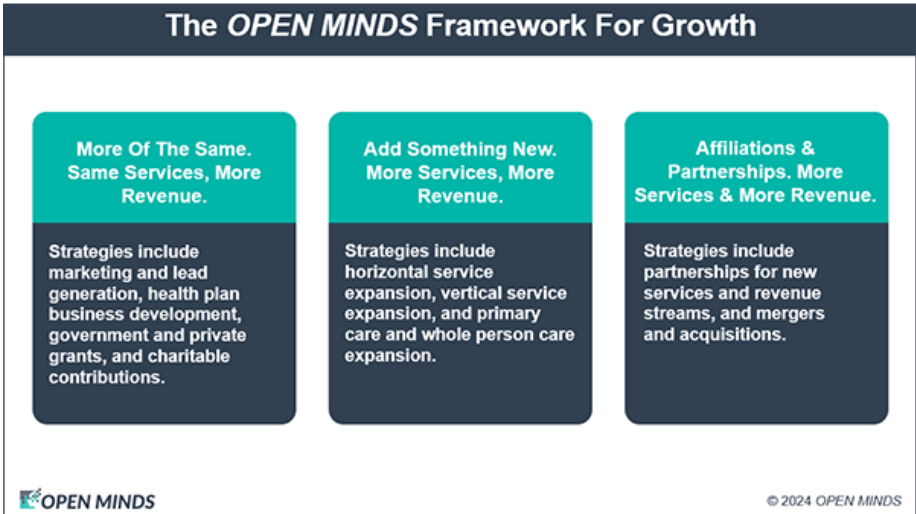 The OPEN MINDS Framework For Growth
More Of The Same.
Same Services, More
Revenue.
Strategies include
marketing and lead
generation, health plan
business development,
government and private
grants, and charitable
contributions.
Add Something New.
More Services, More
Revenue.
Strategies include
horizontal service
expansion, vertical service
expansion, and primary
care and whole person care
expansion.
Affiliations &
Partnerships. More
Services & More Revenue.
Strategies include
partnerships for new
services and revenue
streams, and mergers
and acquisitions.
OPEN MINDS
© 2024 OPEN MINDS